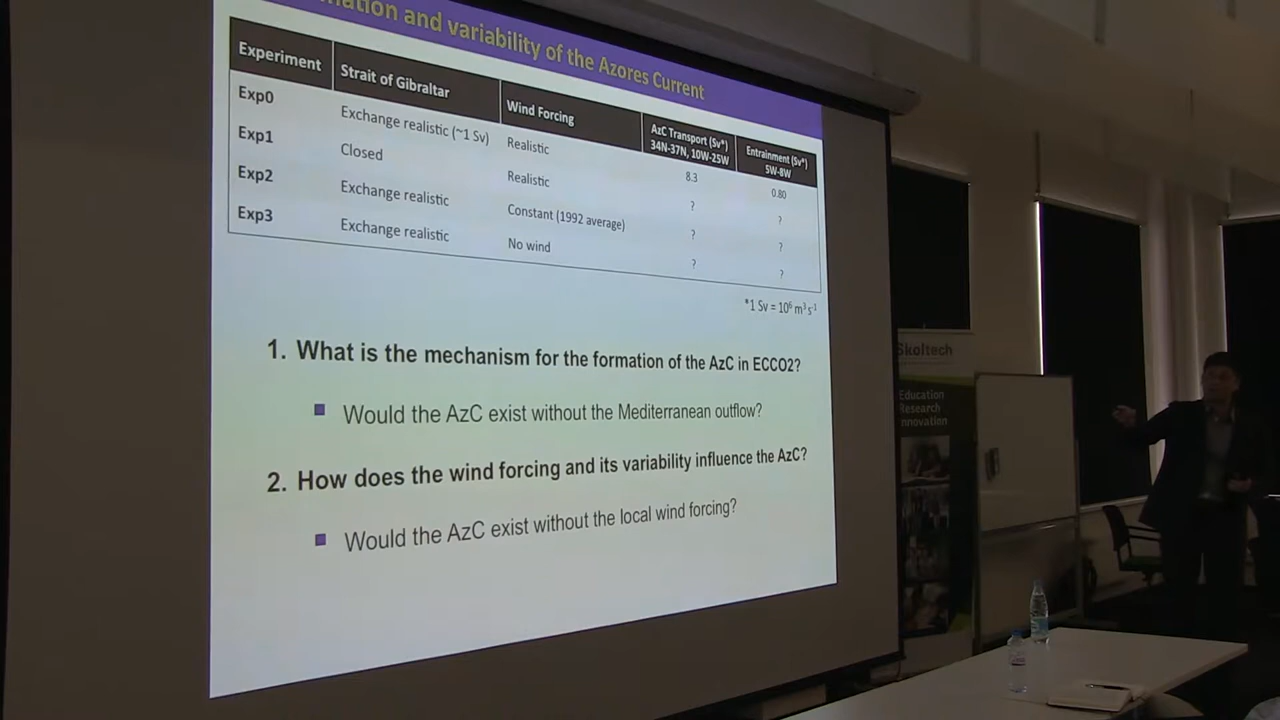 mation and variability of the Azores Current
Experiment Strait of Gibraltar Wind Forcing AzC Transport (Sv*) 34N-37N, 10W-25W Entrainment (Sv*) 5W-8W
Exp0 Exchange realistic (~1 Sv) Realistic 8.3 0.80
Exp1 Closed Realistic ? ?
Exp2 Exchange realistic Constant (1992 average) ? ?
Exp3 Exchange realistic No wind ? ?
*1 Sv = 10⁶ m³ s⁻¹
1. What is the mechanism for the formation of the AzC in ECCO2?
Would the AzC exist without the Mediterranean outflow?
2. How does the wind forcing and its variability influence the AzC?
Would the AzC exist without the local wind forcing?
Skoltech
Education
Research
Innovation